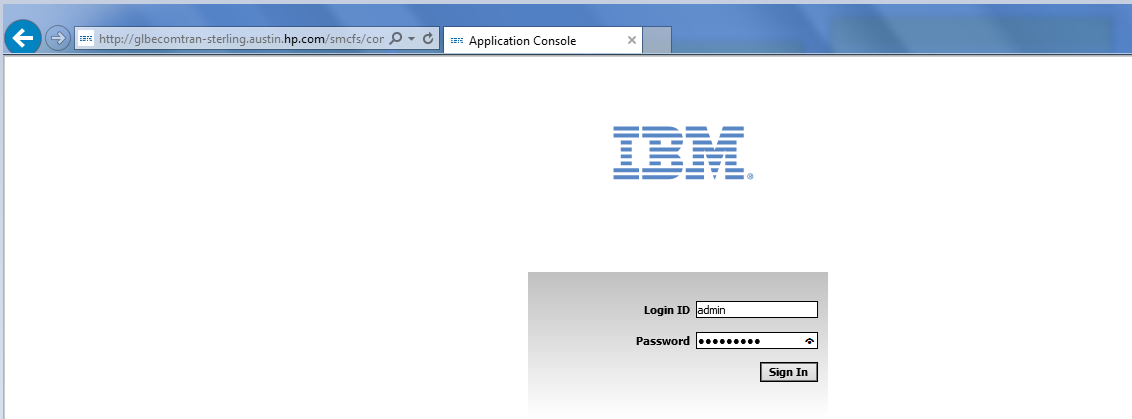 http://glbecomtran-sterling.austin.hp.com/smcfs/cor
Application Console
IBM®
Login ID admin
Password •••••••••
Sign In